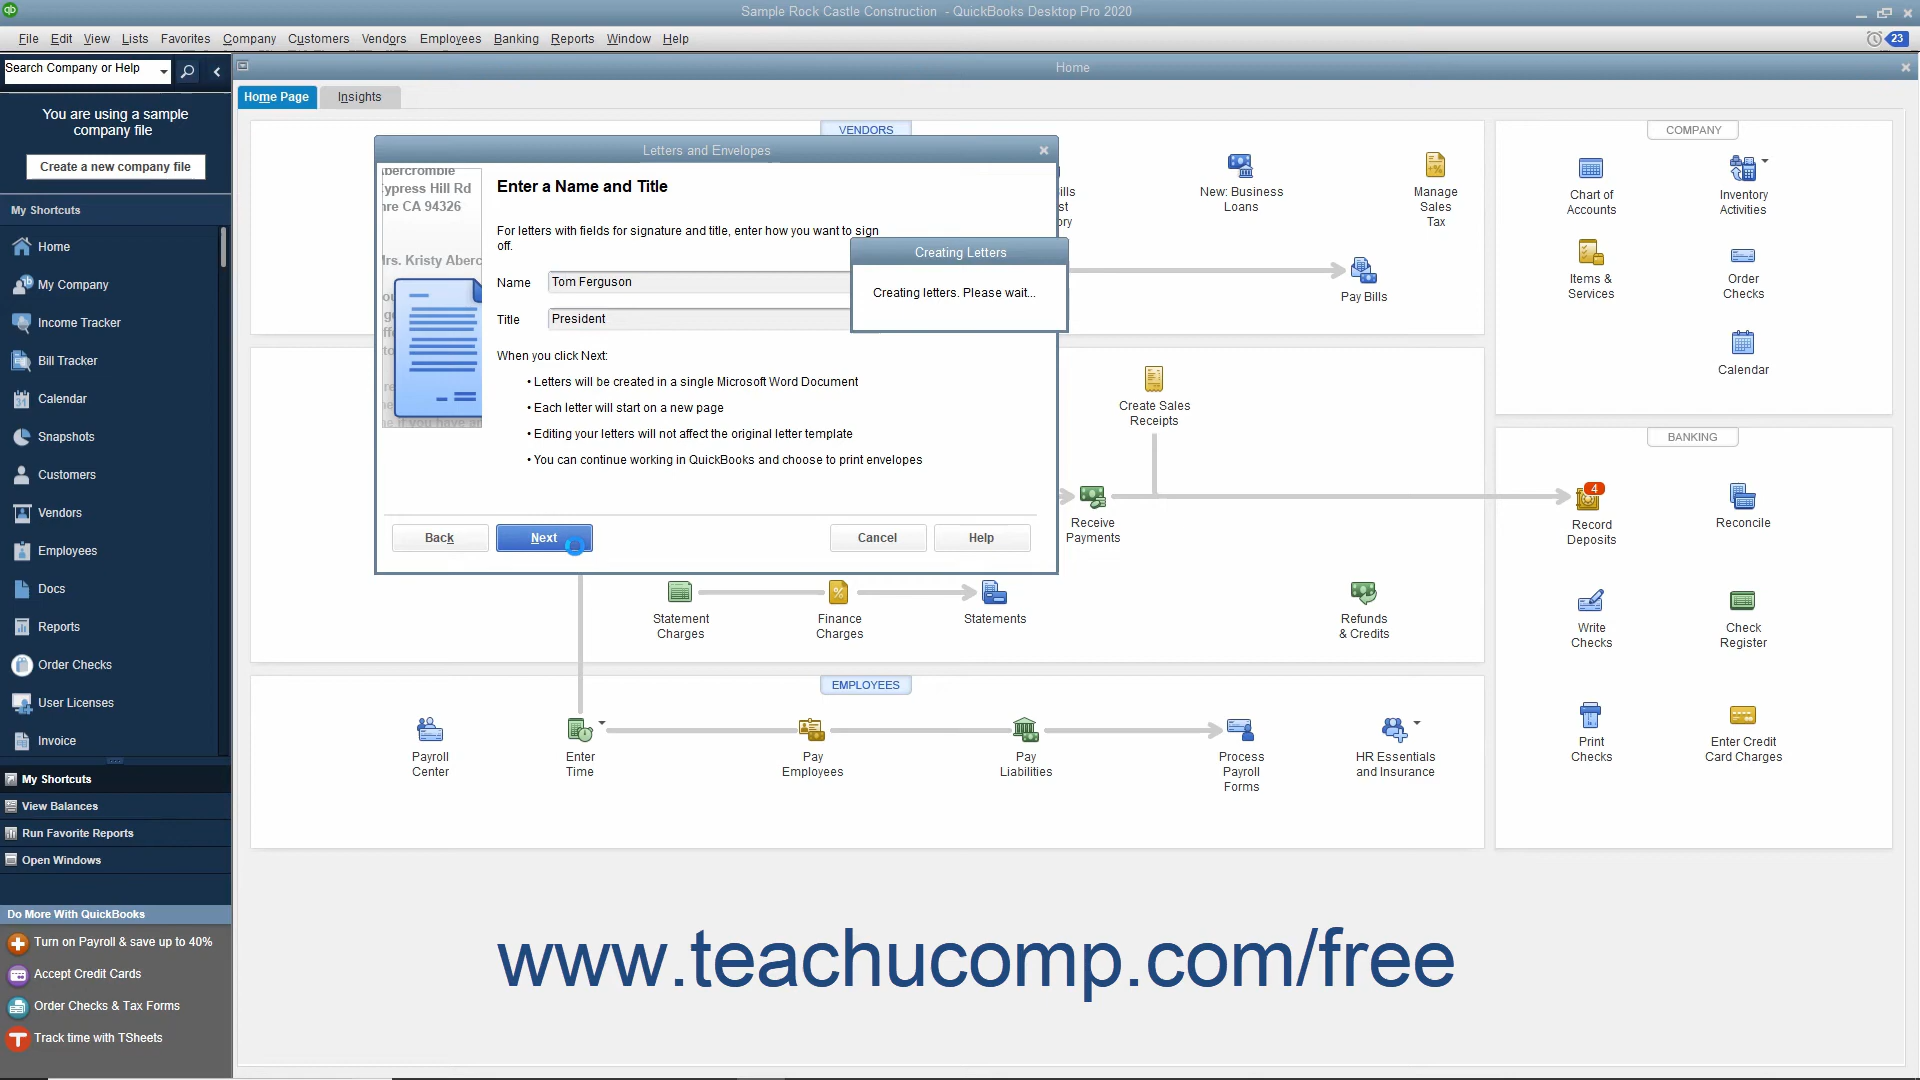 Sample Rock Castle Construction - QuickBooks Desktop Pro 2020
File Edit View Lists Favorites Company Customers Vendors Employees Banking Reports Window Help
23
Search Company or Help
Home
Home Page
Insights
You are using a sample
company file
Create a new company file
My Shortcuts
Home
My Company
Income Tracker
Bill Tracker
Calendar
Snapshots
Customers
Vendors
Employees
Docs
Reports
Order Checks
User Licenses
Invoice
My Shortcuts
View Balances
Run Favorite Reports
Open Windows
Do More With QuickBooks
Turn on Payroll & save up to 40%
Accept Credit Cards
Order Checks & Tax Forms
Track time with TSheets
VENDORS
New: Business
Loans
Manage
Sales
Tax
Pay Bills
Letters and Envelopes
ypress Hill Rd
CA 94326
Mrs. Kristy Aberc
Enter a Name and Title
For letters with fields for signature and title, enter how you want to sign
off.
Name
Tom Ferguson
Title
President
When you click Next:
• Letters will be created in a single Microsoft Word Document
• Each letter will start on a new page
• Editing your letters will not affect the original letter template
• You can continue working in QuickBooks and choose to print envelopes
Back
Next
Cancel
Help
Creating Letters
Creating letters. Please wait...
Create Sales
Receipts
Receive
Payments
Statement
Charges
Finance
Charges
Statements
Refunds
& Credits
EMPLOYEES
Payroll
Center
Enter
Time
Pay
Employees
Pay
Liabilities
Process
Payroll
Forms
HR Essentials
and Insurance
COMPANY
Chart of
Accounts
Inventory
Activities
Items &
Services
Order
Checks
Calendar
BANKING
4
Record
Deposits
Reconcile
Write
Checks
Check
Register
Print
Checks
Enter Credit
Card Charges
www.teachucomp.com/free